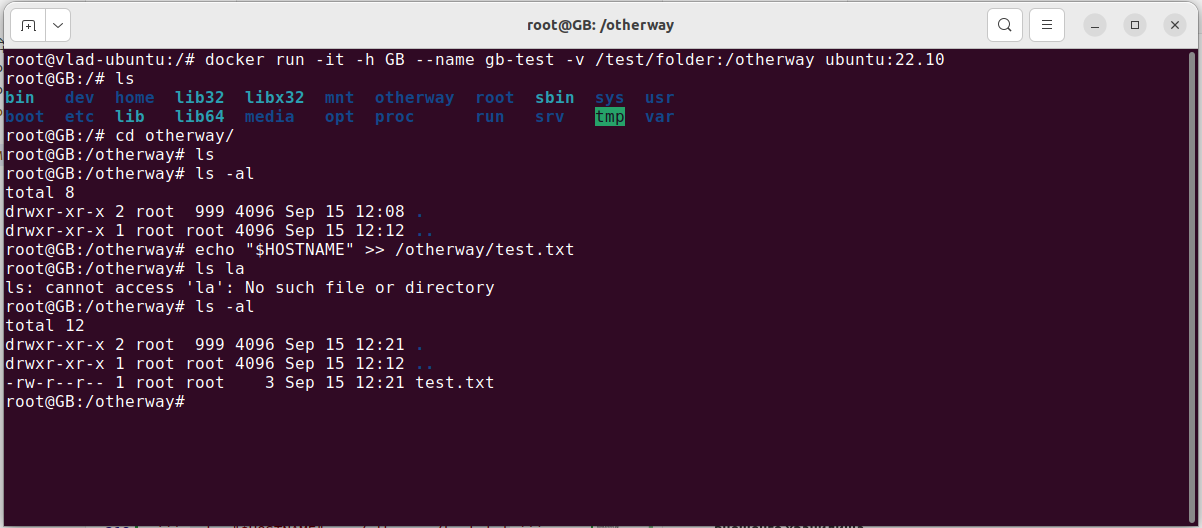 root@GB: /otherway
root@vlad-ubuntu:/# docker run -it -h GB --name gb-test -v /test/folder:/otherway ubuntu:22.10
root@GB:/# ls
bin   dev  home  lib32  libx32  mnt  otherway  root  sbin  sys  usr
boot  etc  lib   lib64  media   opt  proc      run   srv   tmp  var
root@GB:/# cd otherway/
root@GB:/otherway# ls
root@GB:/otherway# ls -al
total 8
drwxr-xr-x 2 root  999 4096 Sep 15 12:08 .
drwxr-xr-x 1 root root 4096 Sep 15 12:12 ..
root@GB:/otherway# echo "$HOSTNAME" >> /otherway/test.txt
root@GB:/otherway# ls la
ls: cannot access 'la': No such file or directory
root@GB:/otherway# ls -al
total 12
drwxr-xr-x 2 root  999 4096 Sep 15 12:21 .
drwxr-xr-x 1 root root 4096 Sep 15 12:12 ..
-rw-r--r-- 1 root root    3 Sep 15 12:21 test.txt
root@GB:/otherway#